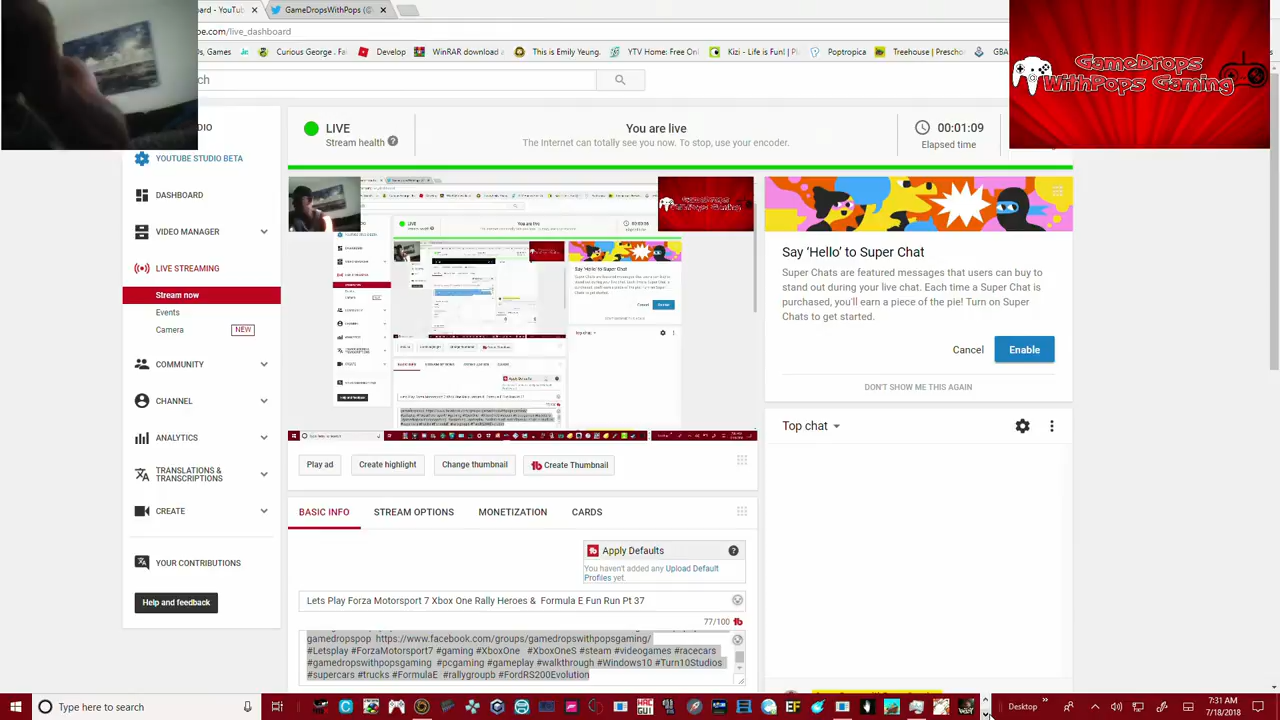 ard - YouTu
GameDropsWithPops (@
be.com/live_dashboard
Us, Games
Curious George .
Develop
WinRAR download a
This is Emily Yeung.
YTV Home: Free Onl
Kizi - Life is Fun! | Pl
Poptropica
Treehouse | Preschoo
GBA
GameDrops
WithPops Gaming
LIVE
Stream health
You are live
The Internet can totally see you now. To stop, use your encoder.
00:01:09
Elapsed time
YOUTUBE STUDIO BETA
DASHBOARD
VIDEO MANAGER
LIVE STREAMING
Stream now
Events
Camera
NEW
COMMUNITY
CHANNEL
ANALYTICS
TRANSLATIONS &
TRANSCRIPTIONS
CREATE
YOUR CONTRIBUTIONS
Help and feedback
Say 'Hello' to Super Chat
Super Chats are featured messages that users can buy to
stand out during your live chat. Each time a Super Chat is
purchased, you'll earn a piece of the pie! Turn on Super
Chats to get started.
Cancel
Enable
DON'T SHOW ME THIS AGAIN
Top chat
Play ad
Create highlight
Change thumbnail
Create Thumbnail
BASIC INFO
STREAM OPTIONS
MONETIZATION
CARDS
Apply Defaults
You haven't added any Upload Default
Profiles yet.
Lets Play Forza Motorsport 7 Xbox One Rally Heroes & Formula E Fun Run Pt 37
77/100
gamedropspop https://www.facebook.com/groups/gamedropswithpopsgaming/
#Letsplay #ForzaMotorsport7 #gaming #XboxOne #XboxOneS #steam #videogames #racecars
#gamedropswithpopsgaming #pcgaming #gameplay #walkthrough #Windows10 #Turn10Studios
#supercars #trucks #FormulaE #rallygroupb #FordRS200Evolution
Type here to search
Desktop
7:31 AM
7/18/2018